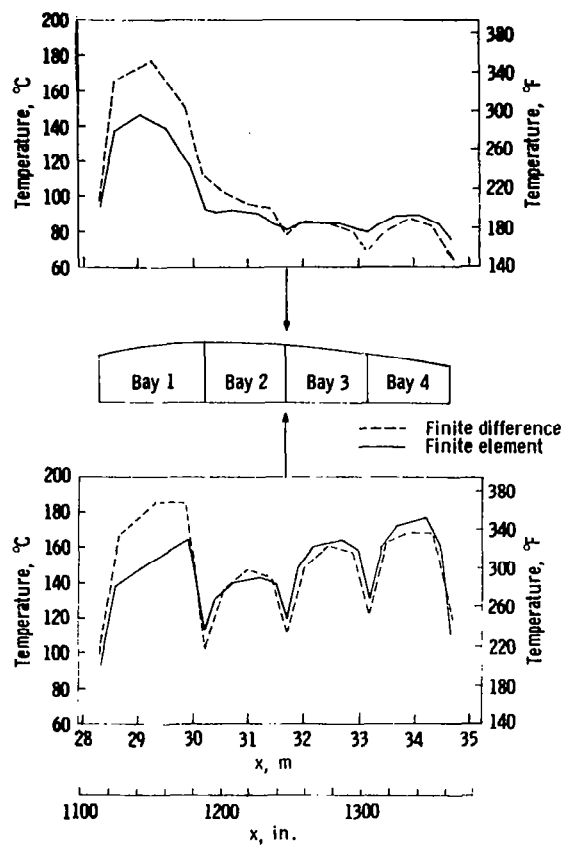 200
180
160
140
120
100
80
60
Temperature, °C
380
340
300
260
220
180
140
Temperature, °F
Bay 1 Bay 2 Bay 3 Bay 4
Finite difference
Finite element
200
180
160
140
120
100
80
60
Temperature, °C
380
340
300
260
220
180
140
Temperature, °F
28 29 30 31 32 33 34 35
x, m
1100 1200 1300
x, in.